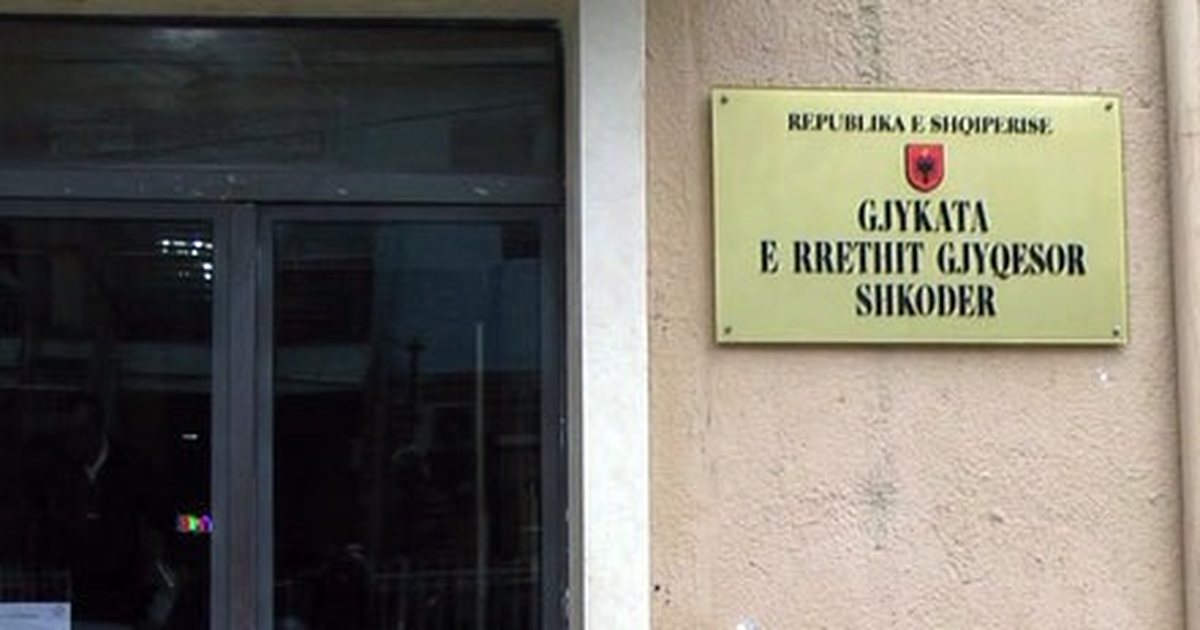 REPUBLIKA E SHQIPERISE
GJYKATA
E RRETHIT GJYQESOR
SHKODER